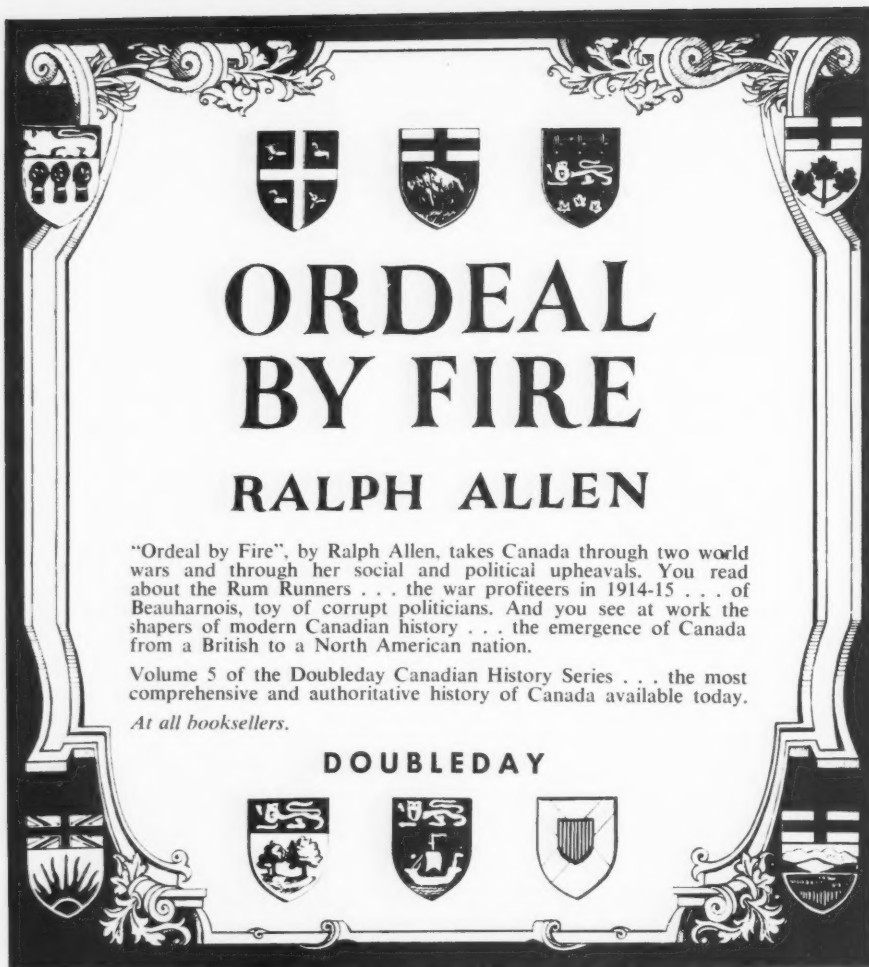 ORDEAL
BY FIRE
RALPH ALLEN
"Ordeal by Fire", by Ralph Allen, takes Canada through two world
wars and through her social and political upheavals. You read
about the Rum Runners . . . the war profiteers in 1914-15 . . . of
Beauharnois, toy of corrupt politicians. And you see at work the
shapers of modern Canadian history . . . the emergence of Canada
from a British to a North American nation.
Volume 5 of the Doubleday Canadian History Series . . . the most
comprehensive and authoritative history of Canada available today.
At all booksellers.
DOUBLEDAY